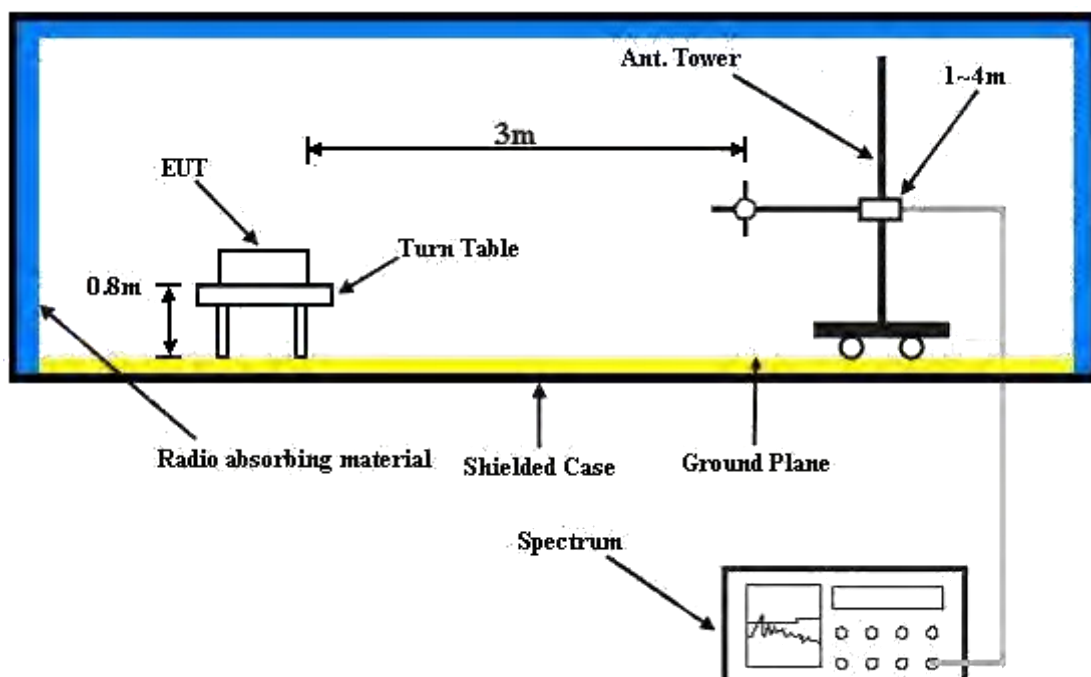 Ant. Tower
1~4m
3m
EUT
Turn Table
0.8m
Radio absorbing material
Shielded Case
Ground Plane
Spectrum